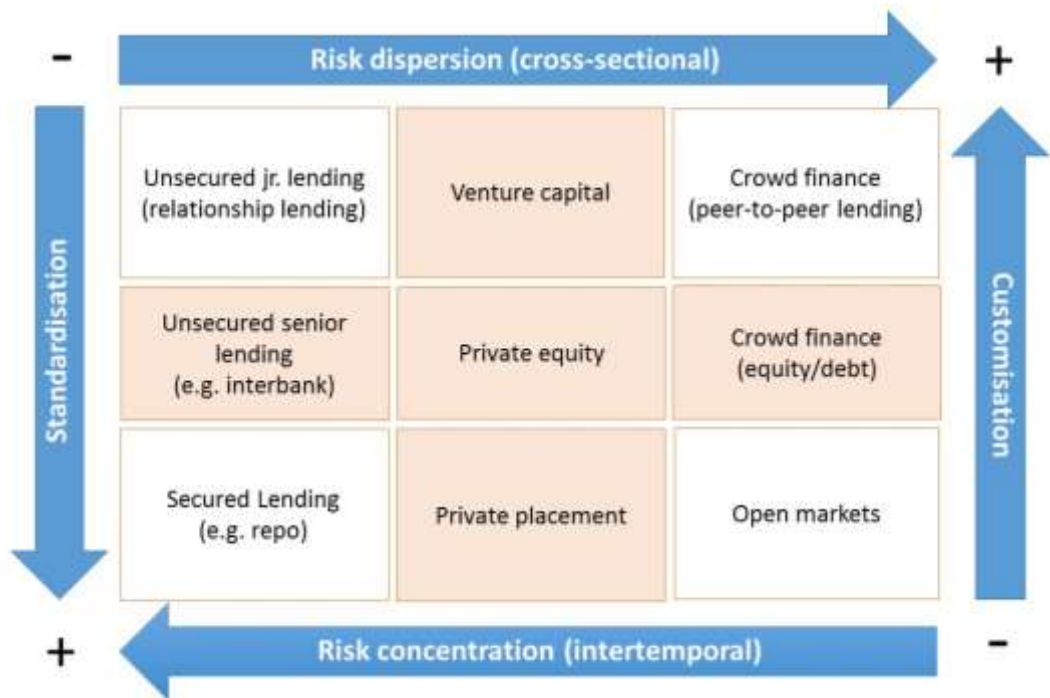 -
Risk dispersion (cross-sectional)
+
Standardisation
Unsecured jr. lending
(relationship lending)
Venture capital
Crowd finance
(peer-to-peer lending)
Customisation
Unsecured senior
lending
(e.g. interbank)
Private equity
Crowd finance
(equity/debt)
Secured Lending
(e.g. repo)
Private placement
Open markets
+
Risk concentration (intertemporal)
-